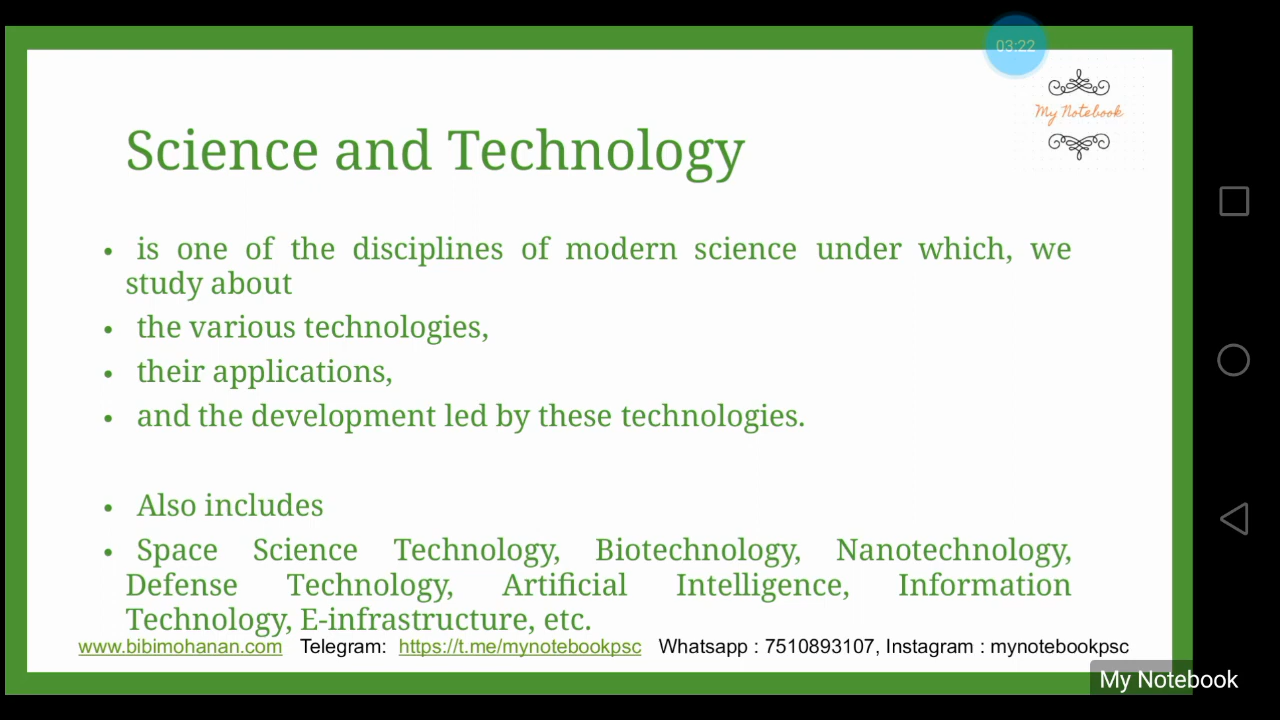 03:22
My Notebook
Science and Technology
• is one of the disciplines of modern science under which, we
study about
• the various technologies,
• their applications,
• and the development led by these technologies.
• Also includes
• Space Science Technology, Biotechnology, Nanotechnology,
Defense Technology, Artificial Intelligence, Information
Technology, E-infrastructure, etc.
www.bibimohanan.com Telegram: https://t.me/mynotebookpsc Whatsapp : 7510893107, Instagram : mynotebookpsc
My Notebook